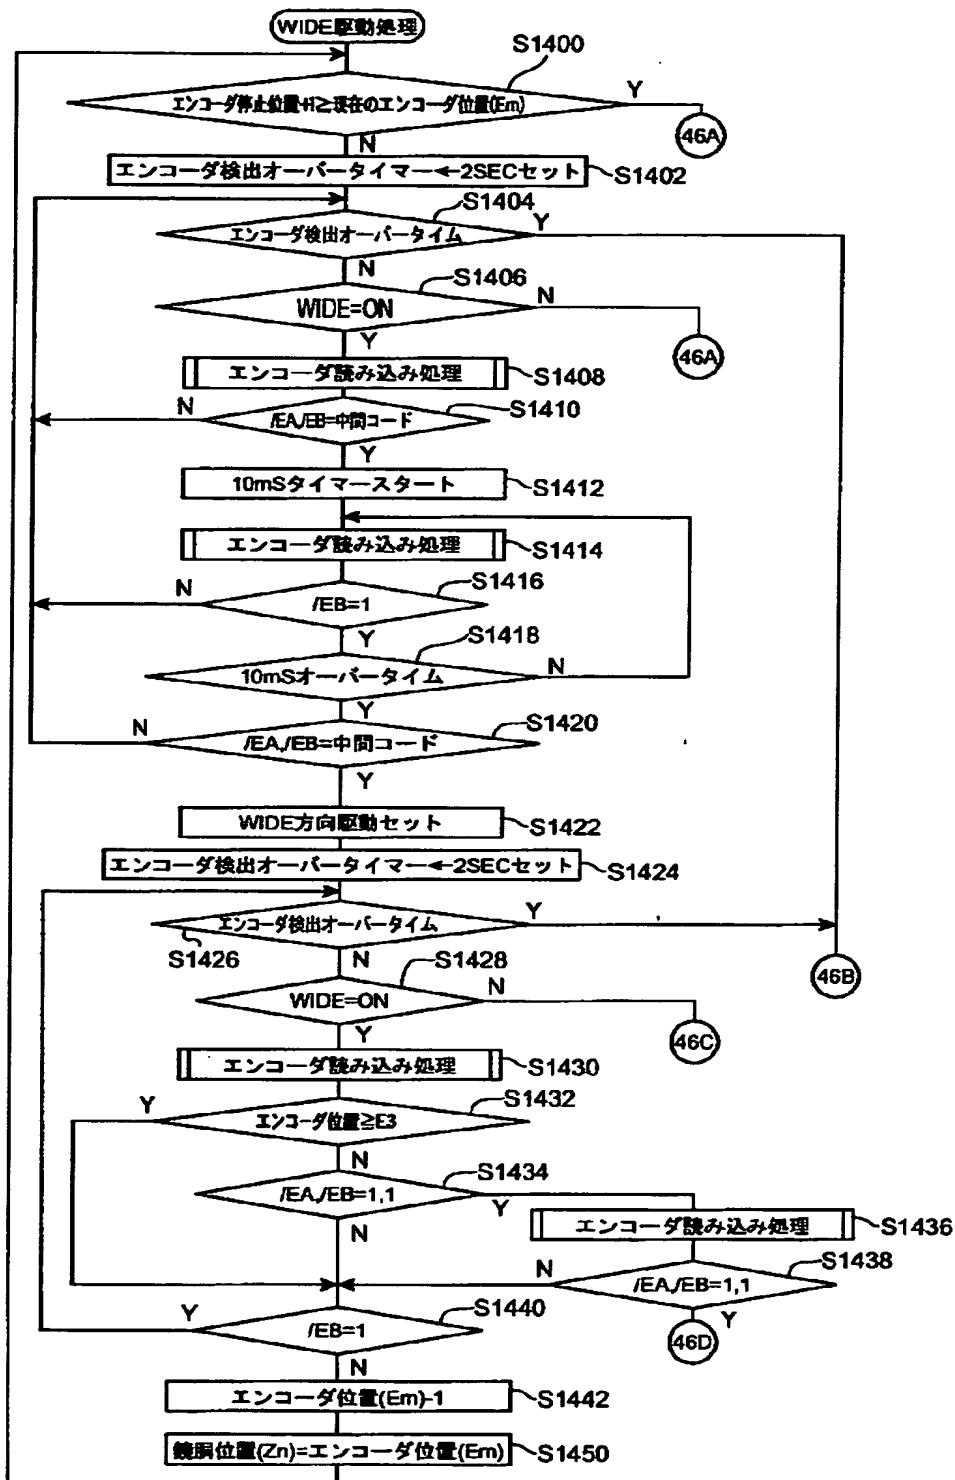 WIDE駆動処理
S1400
エンコーダ停止位置+H≧現在のエンコーダ位置(Em)
Y
46A
N
エンコーダ検出オーバータイマー←2SECセット
S1402
S1404
エンコーダ検出オーバータイム
Y
N
S1406
WIDE=ON
N
46A
Y
エンコーダ読み込み処理
S1408
S1410
N
/EA,/EB=中間コード
Y
10mSタイマースタート
S1412
エンコーダ読み込み処理
S1414
S1416
N
/EB=1
Y
S1418
10mSオーバータイム
N
Y
S1420
N
/EA,/EB=中間コード
Y
WIDE方向駆動セット
S1422
エンコーダ検出オーバータイマー←2SECセット
S1424
エンコーダ検出オーバータイム
Y
S1426
N
46B
S1428
WIDE=ON
N
Y
46C
エンコーダ読み込み処理
S1430
S1432
Y
エンコーダ位置≧E3
N
S1434
/EA,/EB=1,1
Y
N
エンコーダ読み込み処理
S1436
S1438
N
/EA,/EB=1,1
Y
46D
S1440
Y
/EB=1
N
エンコーダ位置(Em)-1
S1442
鏡胴位置(Zn)=エンコーダ位置(Em)
S1450